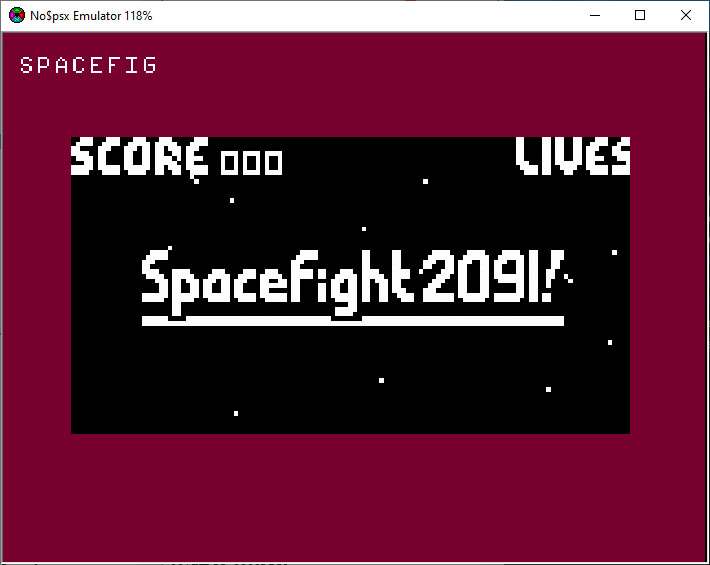 No$psx Emulator 118%
SPACEFIG
SCORE 000 LIVES
Spacefight 2091!